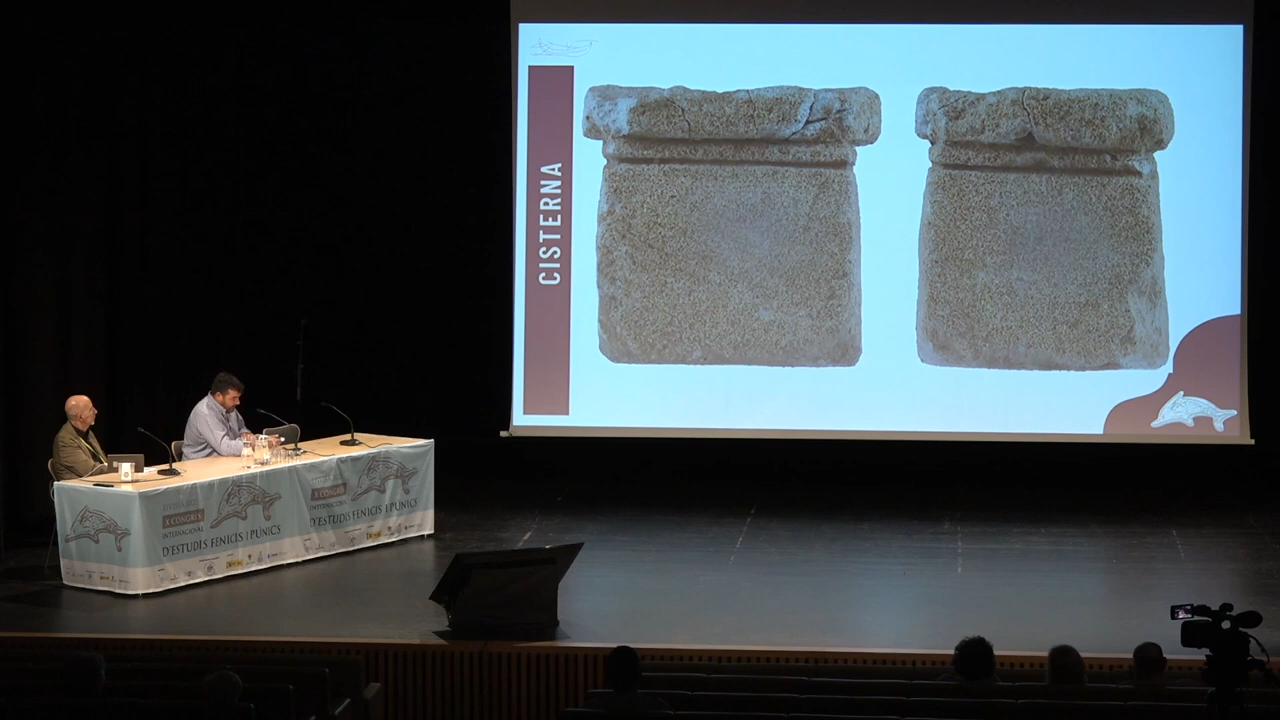 CISTERNA
X CONGRÉS
INTERNACIONAL
D'ESTUDIS FENICIS I PÚNICS
X CONGRÉS
INTERNACIONAL
D'ESTUDIS FENICIS I PÚNICS